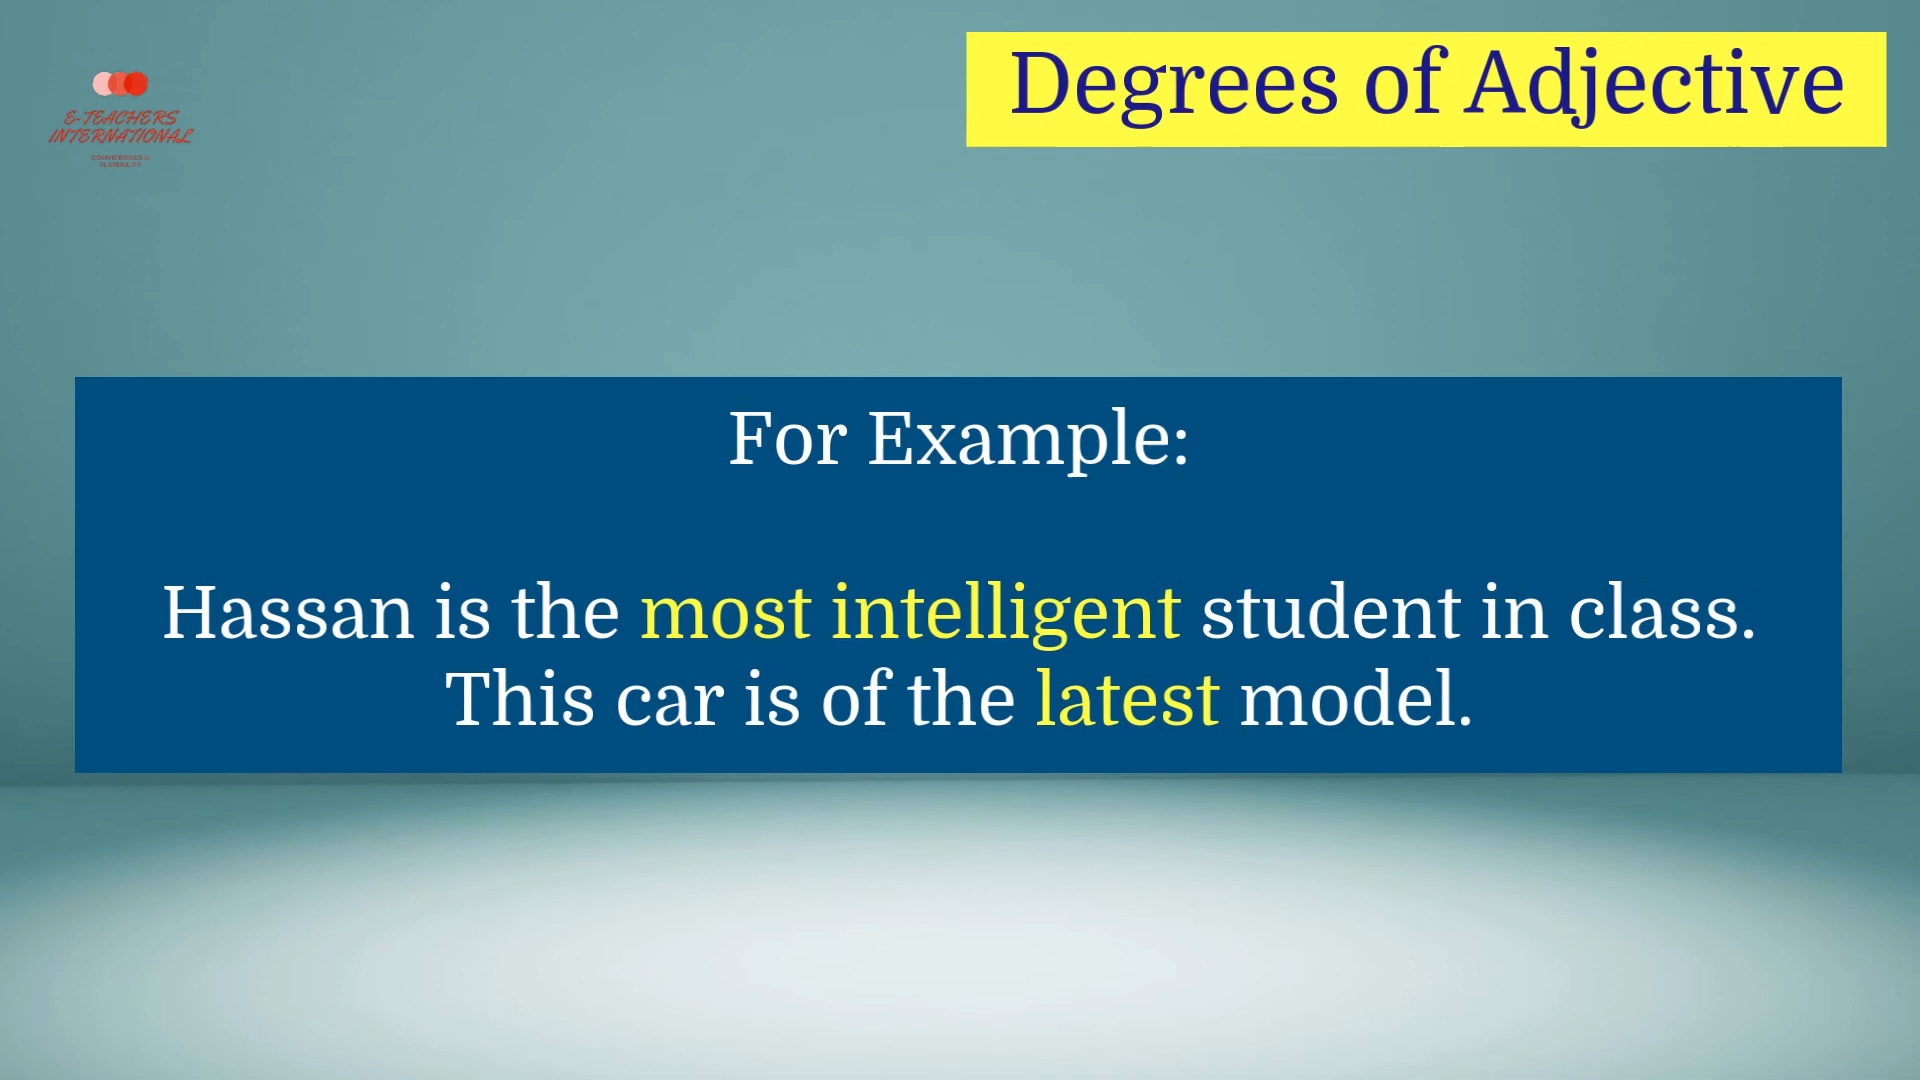 E-TEACHERS
INTERNATIONAL
Degrees of Adjective
For Example:
Hassan is the most intelligent student in class.
This car is of the latest model.